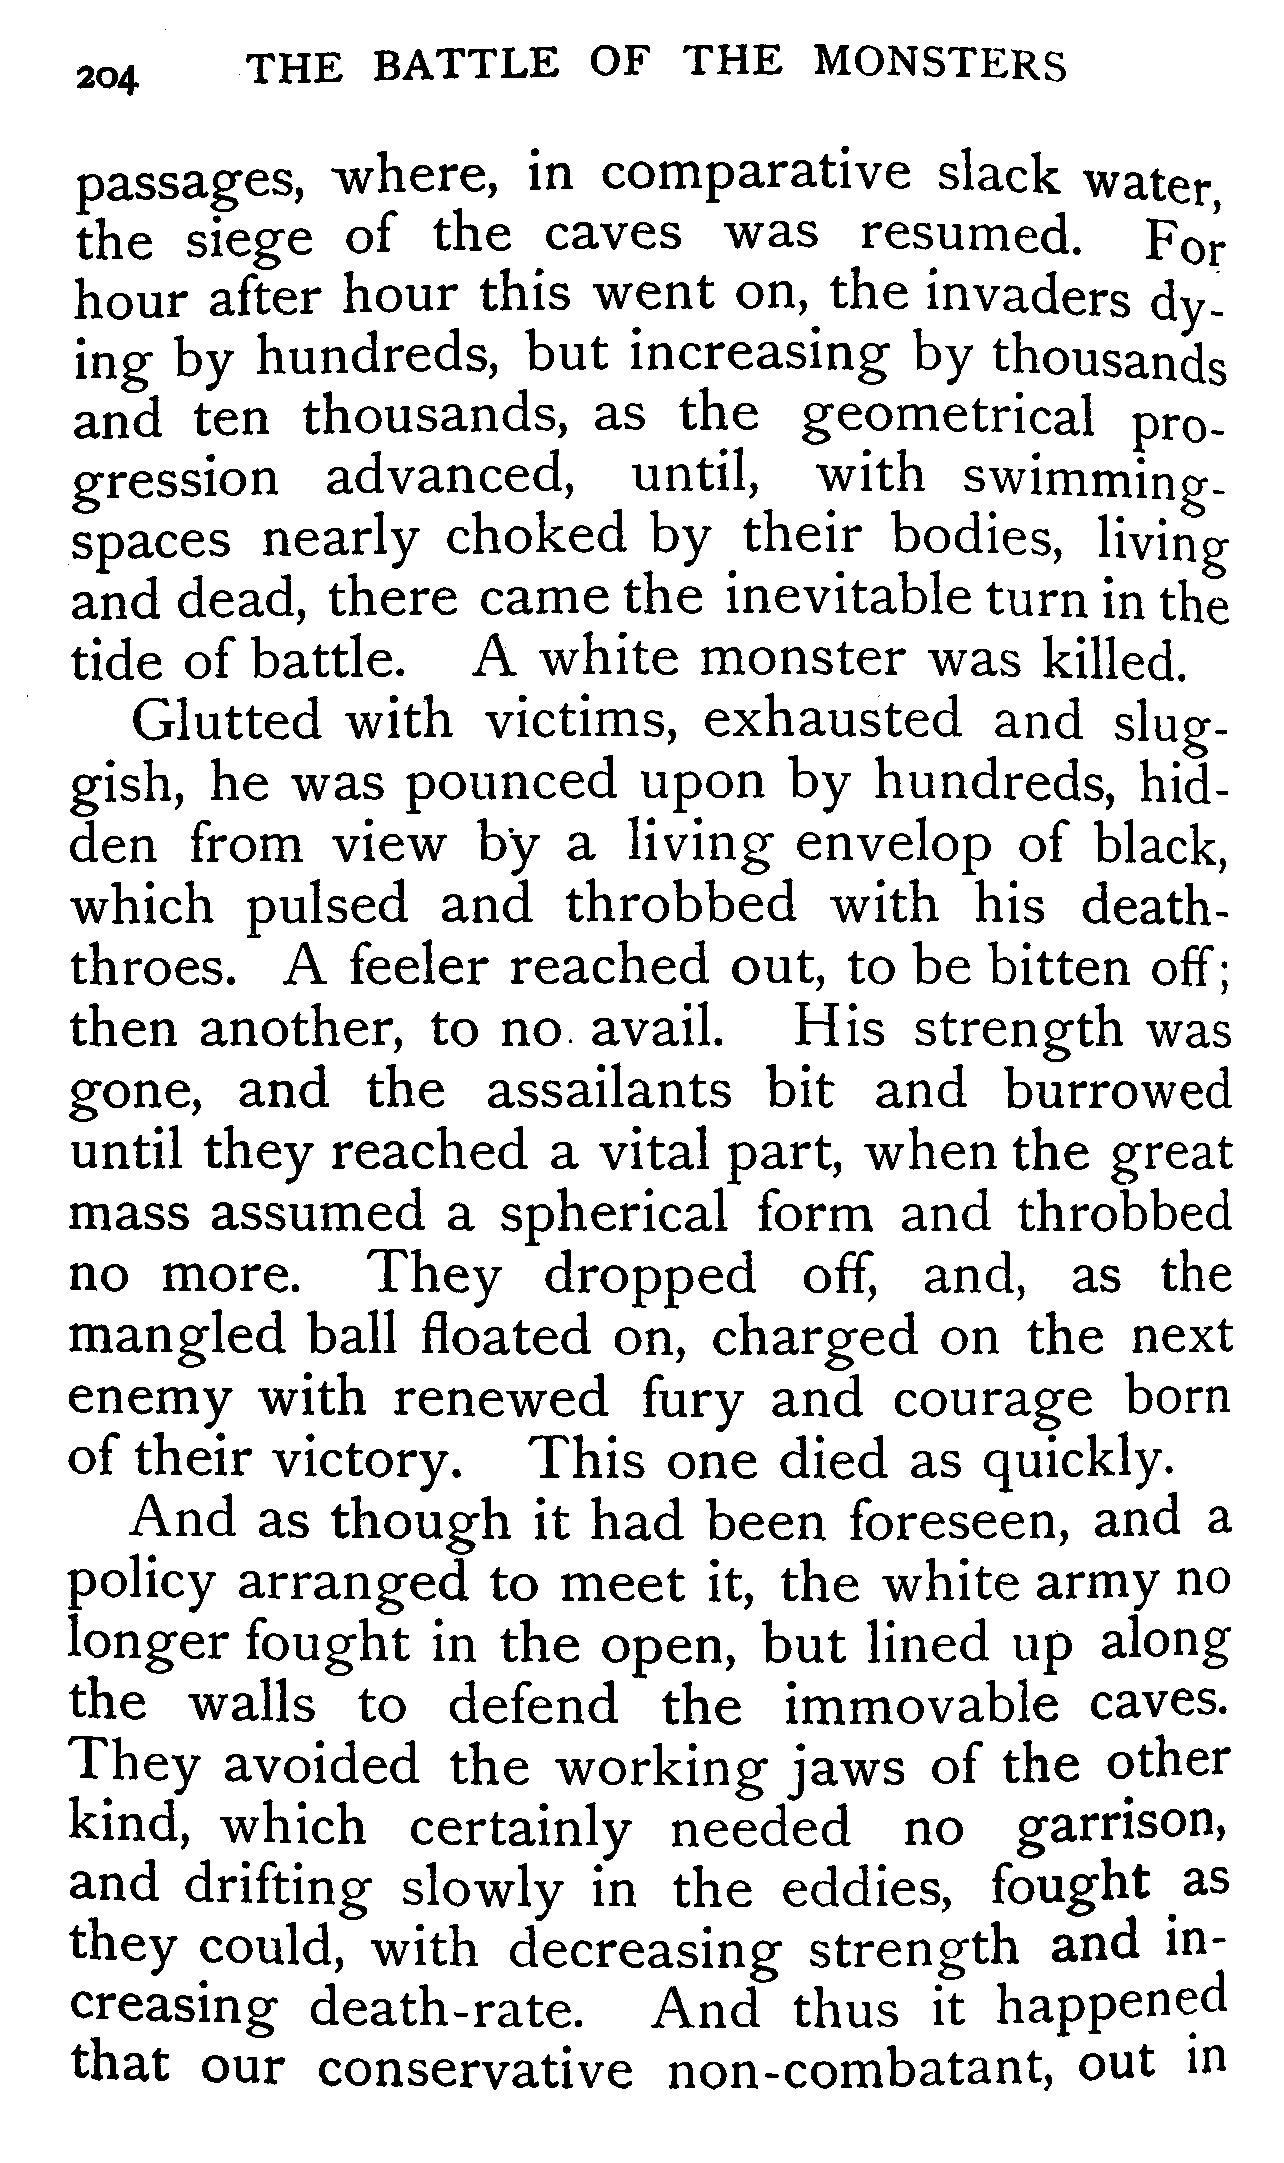 204 THE BATTLE OF THE MONSTERS
passages, where, in comparative slack water,
the siege of the caves was resumed. For
hour after hour this went on, the invaders dy-
ing by hundreds, but increasing by thousands
and ten thousands, as the geometrical pro-
gression advanced, until, with swimming-
spaces nearly choked by their bodies, living
and dead, there came the inevitable turn in the
tide of battle. A white monster was killed.
Glutted with victims, exhausted and slug-
gish, he was pounced upon by hundreds, hid-
den from view by a living envelop of black,
which pulsed and throbbed with his death-
throes. A feeler reached out, to be bitten off;
then another, to no avail. His strength was
gone, and the assailants bit and burrowed
until they reached a vital part, when the great
mass assumed a spherical form and throbbed
no more. They dropped off, and, as the
mangled ball floated on, charged on the next
enemy with renewed fury and courage born
of their victory. This one died as quickly.
And as though it had been foreseen, and a
policy arranged to meet it, the white army no
longer fought in the open, but lined up along
the walls to defend the immovable caves.
They avoided the working jaws of the other
kind, which certainly needed no garrison,
and drifting slowly in the eddies, fought as
they could, with decreasing strength and in-
creasing death-rate. And thus it happened
that our conservative non-combatant, out in